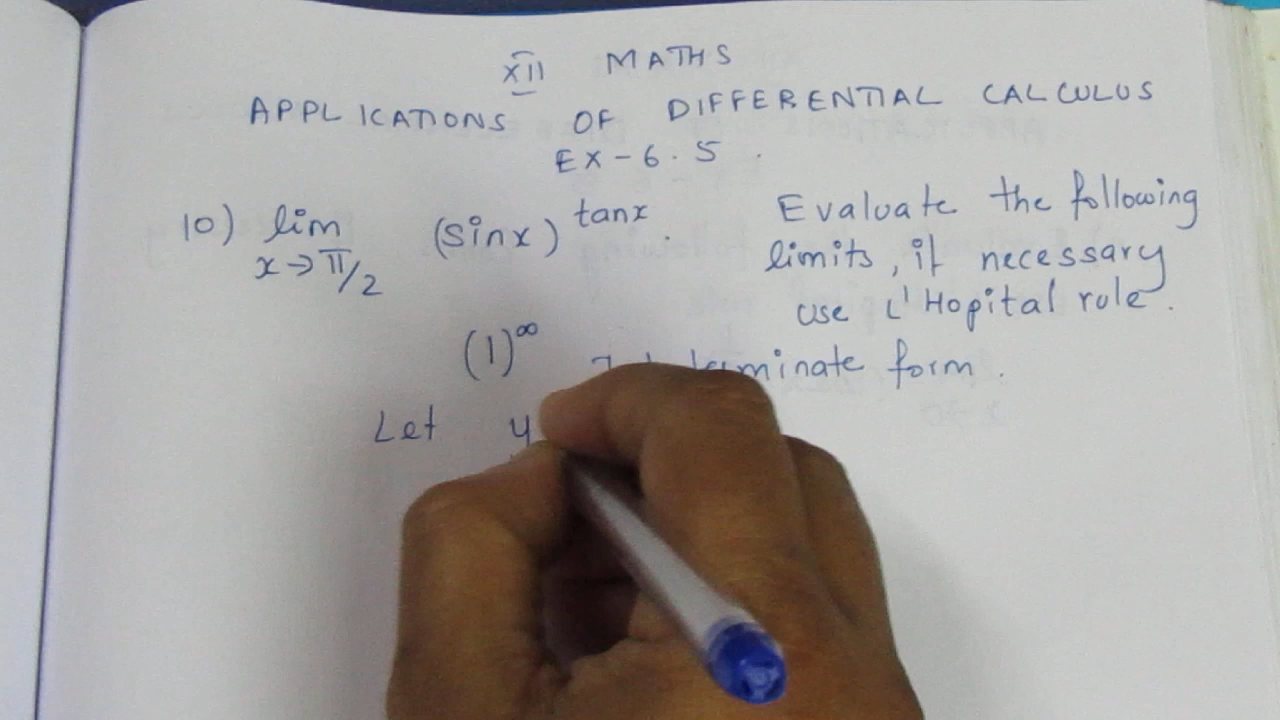 XII MATHS
APPLICATIONS OF DIFFERENTIAL CALCULUS
EX-6.5.
10) lim x→π/2 (sinx)^tanx.
Evaluate the following
limits, if necessary
use L'Hopital rule.
(1)^∞ form.
Let y